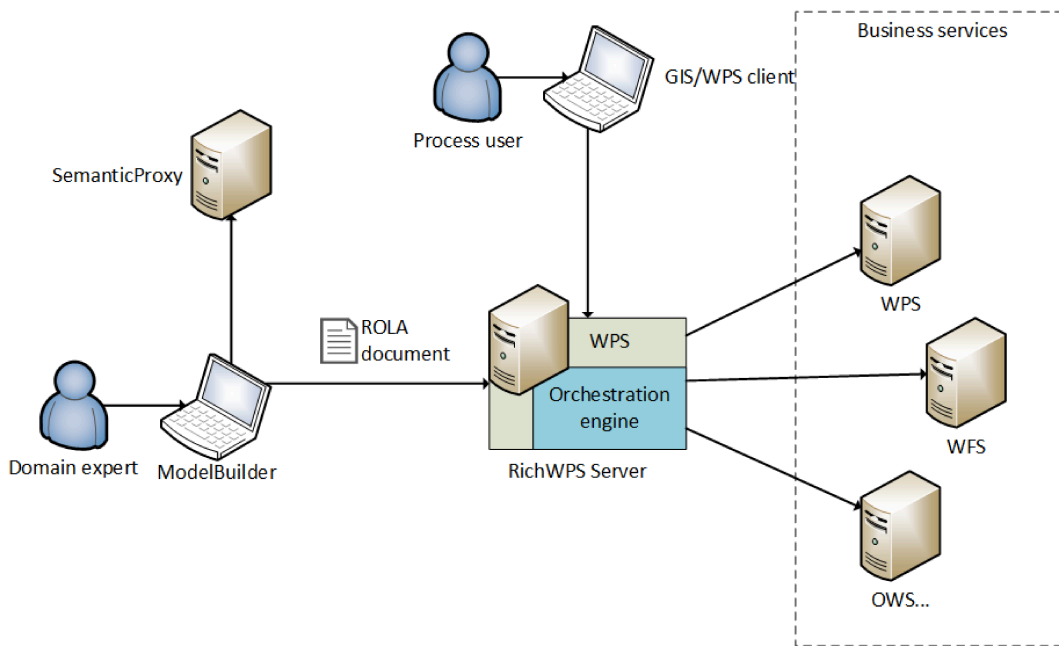 Business services
GIS/WPS client
Process user
SemanticProxy
WPS
ROLA
document
WPS
Orchestration
engine
WFS
Domain expert
ModelBuilder
RichWPS Server
OWS...